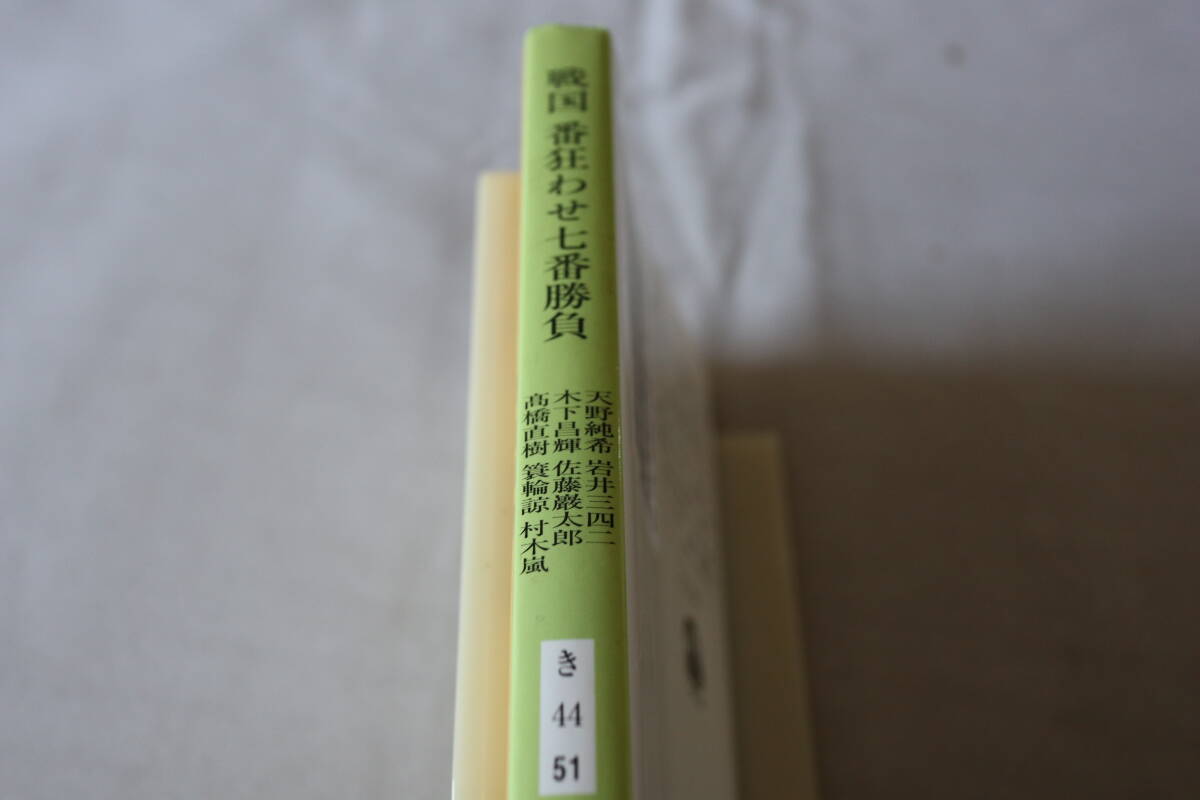 戦国 番狂わせ七番勝負
天野純希 岩井三四二
木下昌輝 佐藤巖太郎
高橋直樹 簑輪諒 村木嵐
き
44
51